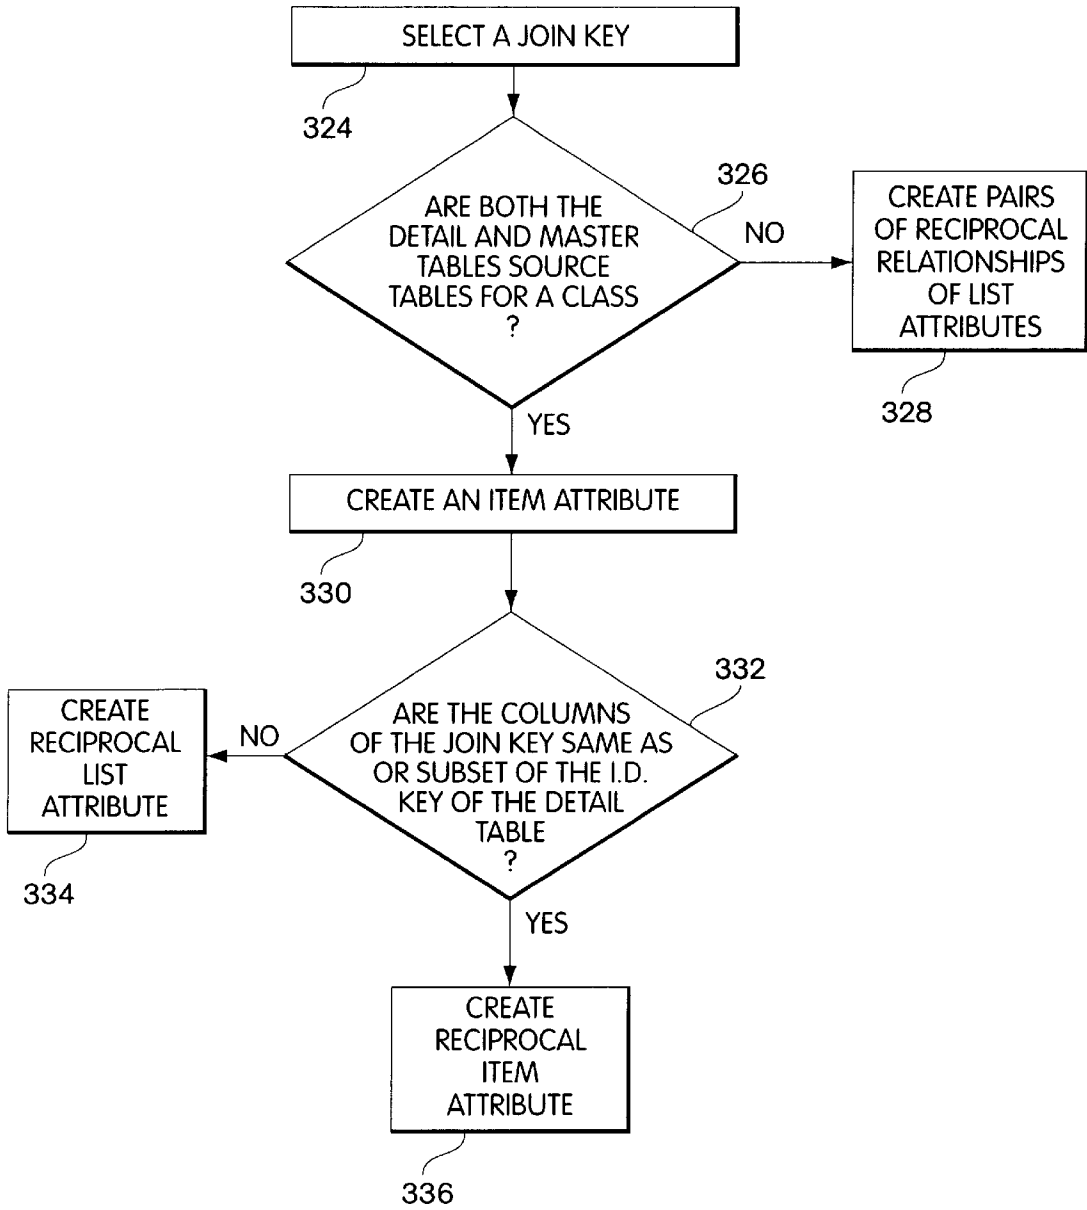 SELECT A JOIN KEY
324
ARE BOTH THE
DETAIL AND MASTER
TABLES SOURCE
TABLES FOR A CLASS
?
326
NO
CREATE PAIRS
OF RECIPROCAL
RELATIONSHIPS
OF LIST
ATTRIBUTES
328
YES
CREATE AN ITEM ATTRIBUTE
330
332
ARE THE COLUMNS
OF THE JOIN KEY SAME AS
OR SUBSET OF THE I.D.
KEY OF THE DETAIL
TABLE
?
NO
CREATE
RECIPROCAL
LIST
ATTRIBUTE
334
YES
CREATE
RECIPROCAL
ITEM
ATTRIBUTE
336